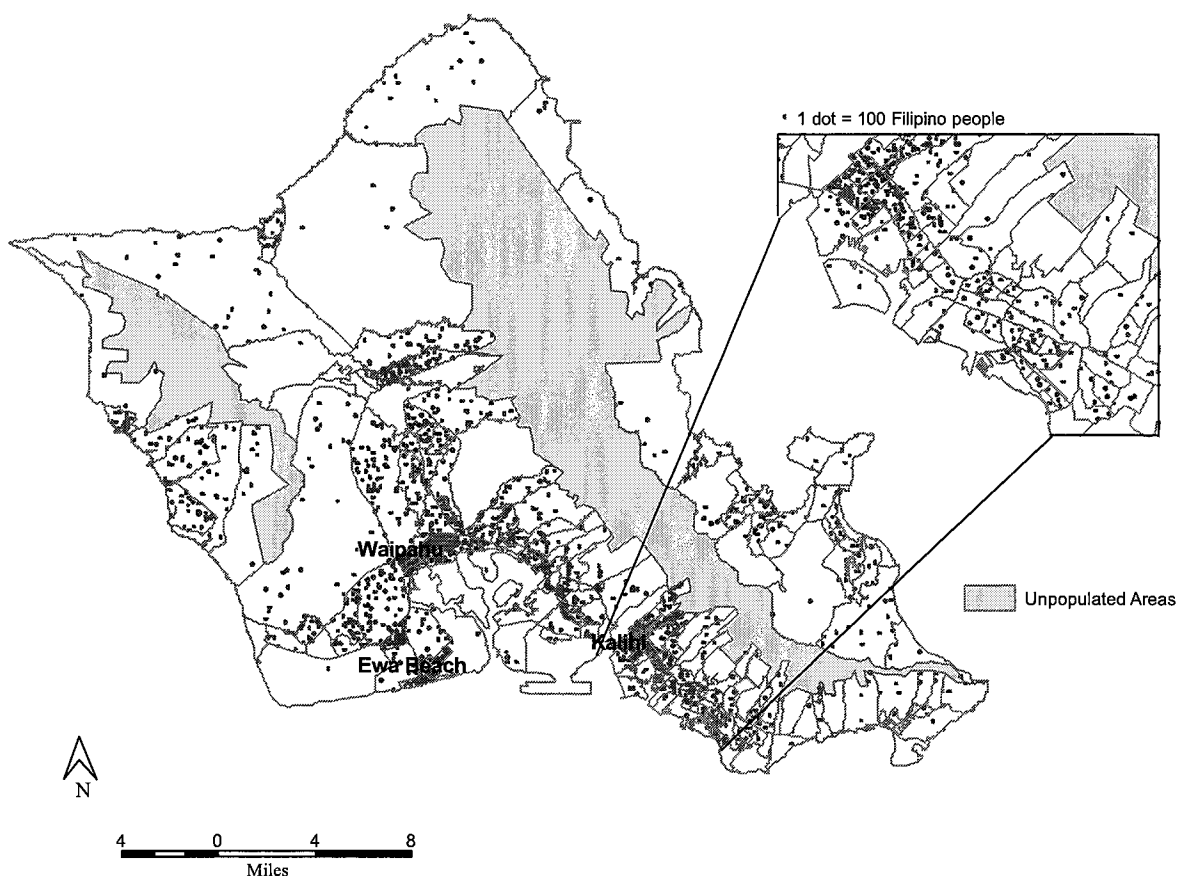 1 dot = 100 Filipino people
Waipahu
Unpopulated Areas
Kalihi
Ewa Beach
N
4 0 4 8
Miles